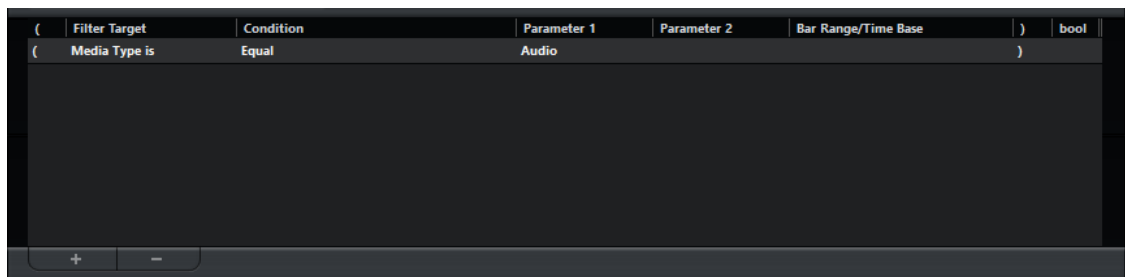 ( Filter Target Condition Parameter 1 Parameter 2 Bar Range/Time Base ) bool
( Media Type is Equal Audio )
+ −